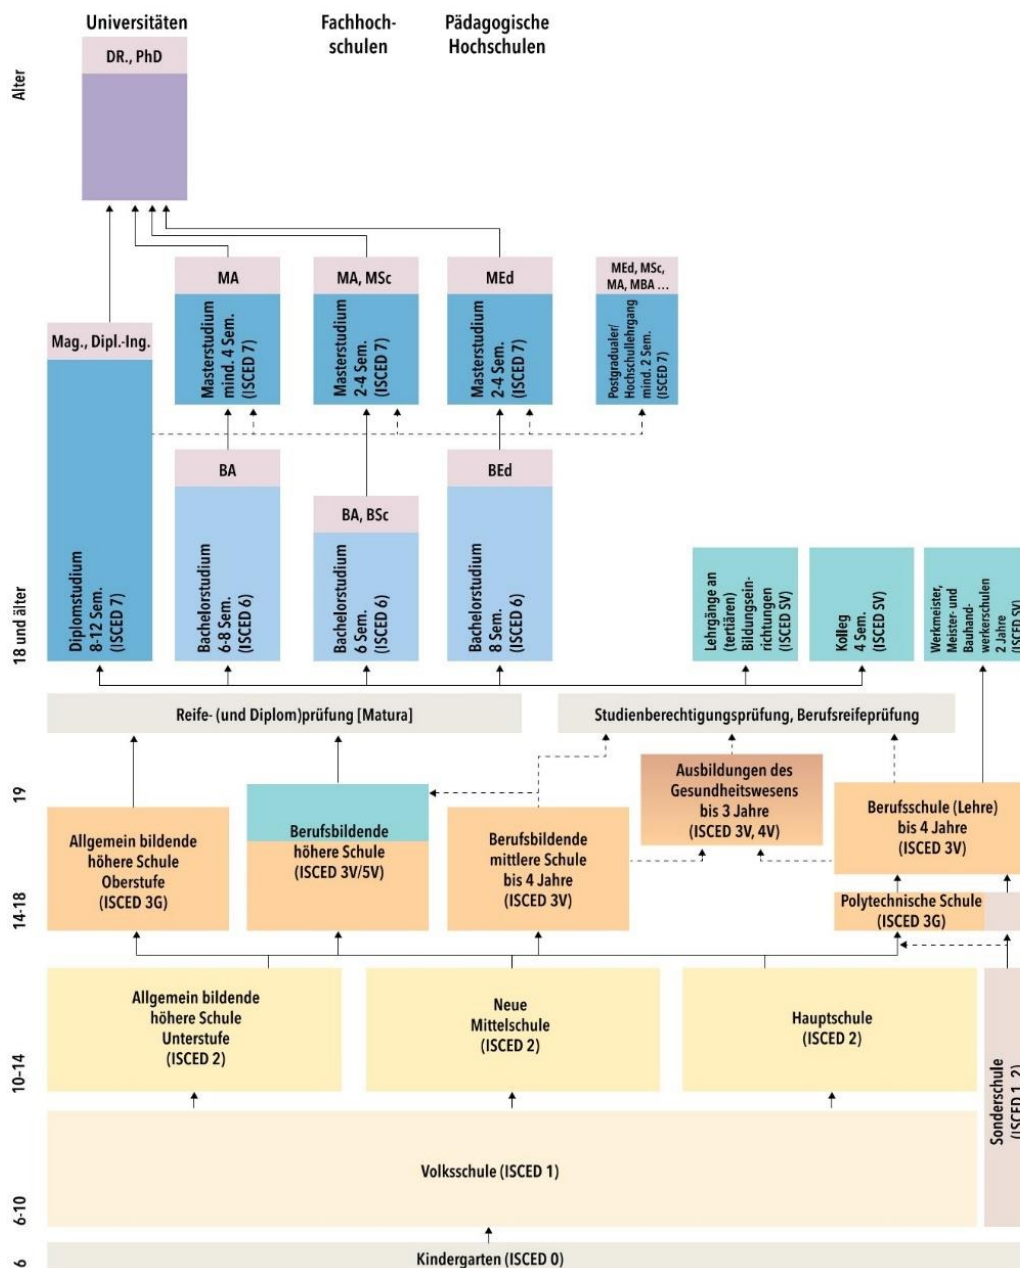 Universitäten
Fachhoch-
schulen
Pädagogische
Hochschulen
Alter
DR., PhD
MA
MA, MSc
MEd
MEd, MSc,
MA, MBA ...
Mag., Dipl.-Ing.
Masterstudium
mind. 4 Sem.
(ISCED 7)
Masterstudium
2-4 Sem.
(ISCED 7)
Masterstudium
2-4 Sem.
(ISCED 7)
Postgradualer/
Hochschullehrgang
mind. 2 Sem.
(ISCED 7)
BA
BA, BSc
BEd
18 und älter
Diplomstudium
8-12 Sem.
(ISCED 7)
Bachelorstudium
6-8 Sem.
(ISCED 6)
Bachelorstudium
6 Sem.
(ISCED 6)
Bachelorstudium
8 Sem.
(ISCED 6)
Lehrgänge an
(tertiären)
Bildungsein-
richtungen
(ISCED SV)
Kolleg
4 Sem.
(ISCED SV)
Werkmeister,
Meister- und
Bauhand-
werkerschulen
2 Jahre
(ISCED SV)
Reife- (und Diplom)prüfung [Matura]
Studienberechtigungsprüfung, Berufsreifeprüfung
19
Ausbildungen des
Gesundheitswesens
bis 3 Jahre
(ISCED 3V, 4V)
Berufsschule (Lehre)
bis 4 Jahre
(ISCED 3V)
14-18
Allgemein bildende
höhere Schule
Oberstufe
(ISCED 3G)
Berufsbildende
höhere Schule
(ISCED 3V/5V)
Berufsbildende
mittlere Schule
bis 4 Jahre
(ISCED 3V)
Polytechnische Schule
(ISCED 3G)
10-14
Allgemein bildende
höhere Schule
Unterstufe
(ISCED 2)
Neue
Mittelschule
(ISCED 2)
Hauptschule
(ISCED 2)
Sonderschule
(ISCED 1, 2)
6-10
Volksschule (ISCED 1)
6
Kindergarten (ISCED 0)